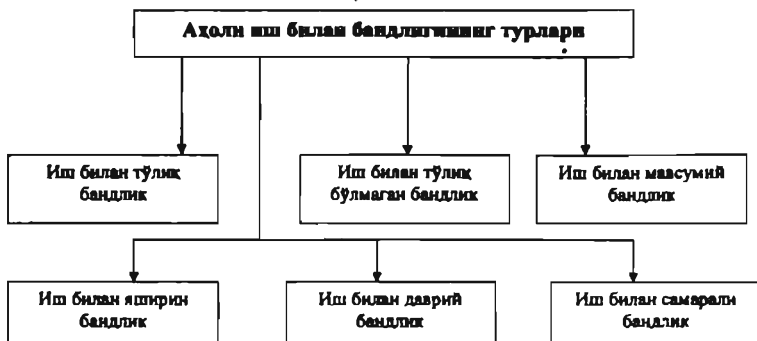 Аҳоли иш билан бандлигининг турлари
Иш билан тўлиқ
бандлик
Иш билан тўлиқ
бўлмаган бандлик
Иш билан мавсумий
бандлик
Иш билан яширин
бандлик
Иш билан даврий
бандлик
Иш билан самарали
бандлик